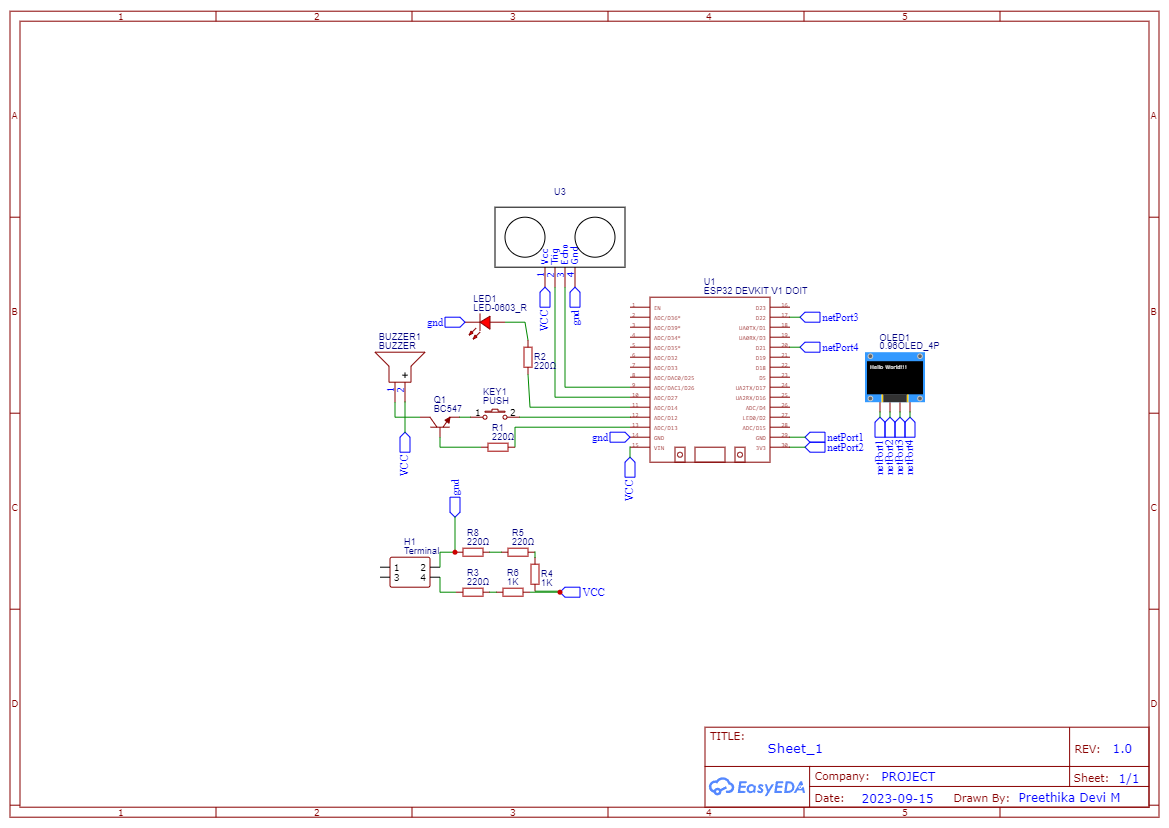 1 2 3 4 5
A A
B B
C C
D D
U3
Vcc Trig Echo Gnd
1 2 3 4
VCC gnd
LED1
LED-0603_R
gnd
R2
220Ω
BUZZER1
BUZZER
+
1 2
VCC
Q1
BC547
KEY1
PUSH
1 2
R1
220Ω
U1
ESP32 DEVKIT V1 DOIT
1 EN
2 ADC/D36*
3 ADC/D39*
4 ADC/D34*
5 ADC/D35*
6 ADC/D32
7 ADC/D33
8 ADC/DAC0/D25
9 ADC/DAC1/D26
10 ADC/D27
11 ADC/D14
12 ADC/D12
13 ADC/D13
14 GND
15 VIN
D23 16
D22 17
UA0TX/D1 18
UA0RX/D3 19
D21 20
D19 21
D18 22
D5 23
UA2TX/D17 24
UA2RX/D16 25
ADC/D4 26
LED0/D2 27
ADC/D15 28
GND 29
3V3 30
gnd
VCC
netPort3
netPort4
netPort1
netPort2
OLED1
0.96OLED_4P
Hello World!!!
netPort1
netPort2
netPort3
netPort4
gnd
H1
Terminal
1 2
3 4
R8
220Ω
R5
220Ω
R3
220Ω
R6
1K
R4
1K
VCC
TITLE:
Sheet_1
REV: 1.0
EasyEDA
Company: PROJECT
Sheet: 1/1
Date: 2023-09-15 Drawn By: Preethika Devi M
1 2 3 4 5